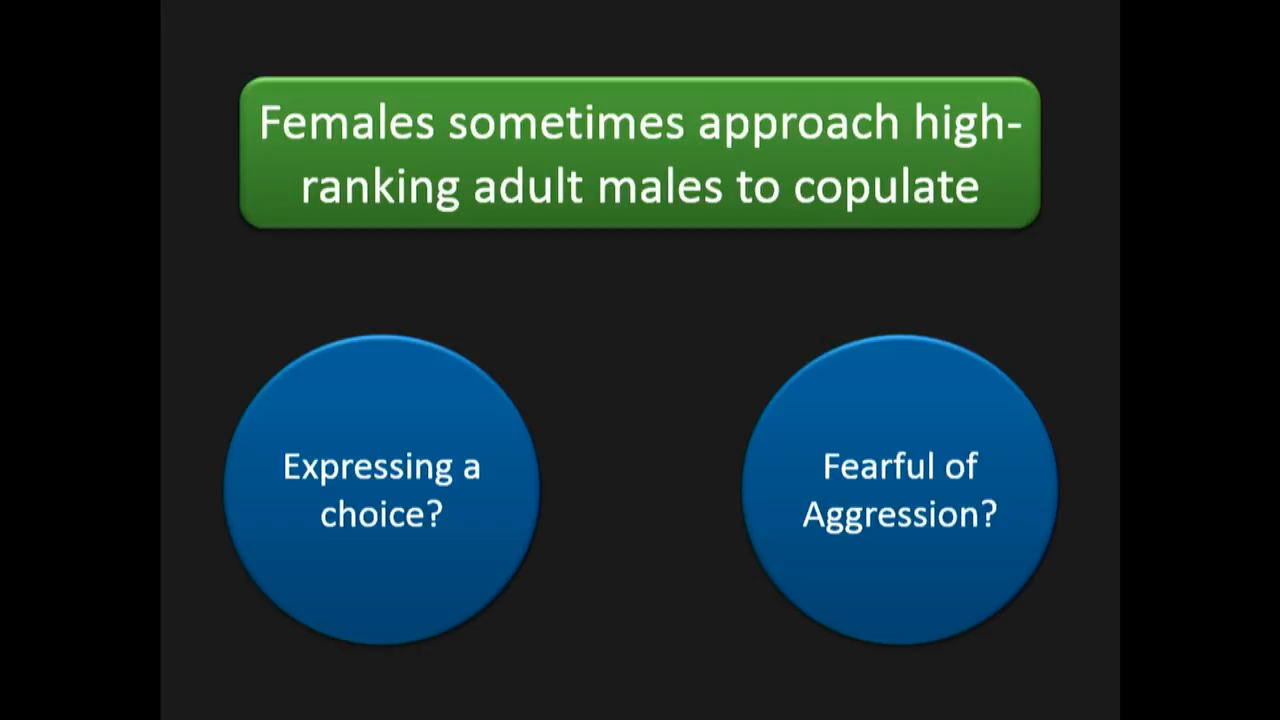 Females sometimes approach high-
ranking adult males to copulate
Expressing a
choice?
Fearful of
Aggression?